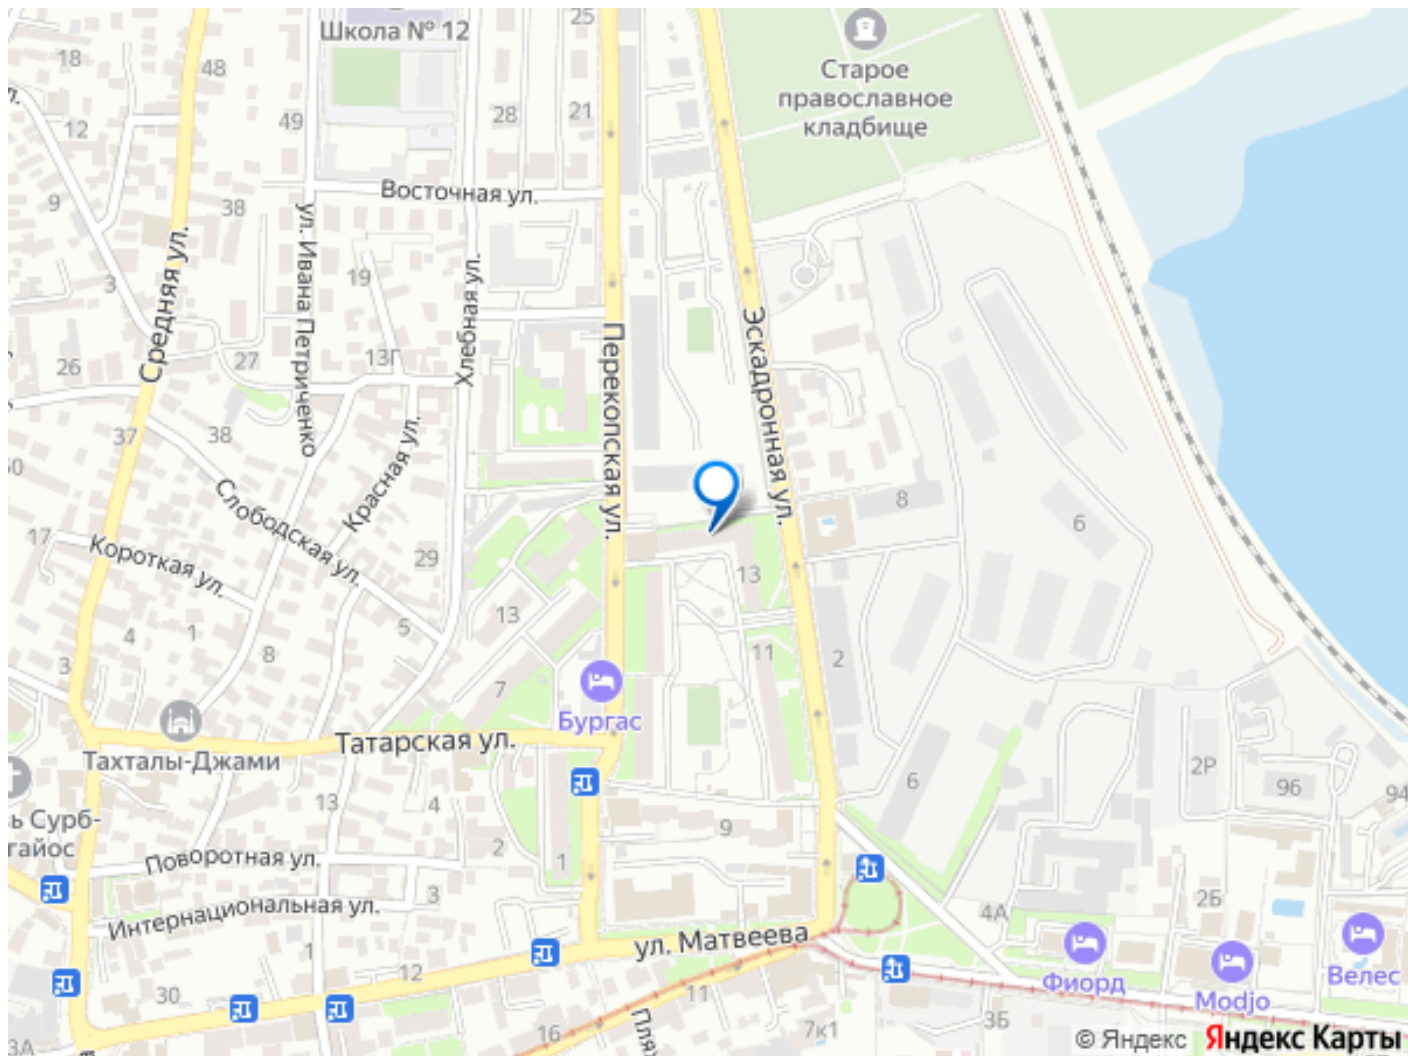 Школа № 12
25
18
48
Старое
православное
кладбище
12
49
28
21
Восточная ул.
9
38
3
19
Средняя ул.
ул. Ивана Петриченко
Хлебная ул.
Перекопская ул.
Эскадронная ул.
26
27
13Г
37
38
Красная ул.
Слободская ул.
17
Короткая ул.
29
8
6
13
13
4
1
5
3
8
11
2
7
Бургас
Тахталы-Джами
Татарская ул.
6
2Р
9б
94
13
4
ь Сурб-
гайос
2
9
1
Поворотная ул.
3
Интернациональная ул.
2Б
4А
ул. Матвеева
1
12
30
11
16
Фиорд
Modjo
Велес
3Б
7к1
3А
© Яндекс Яндекс Карты